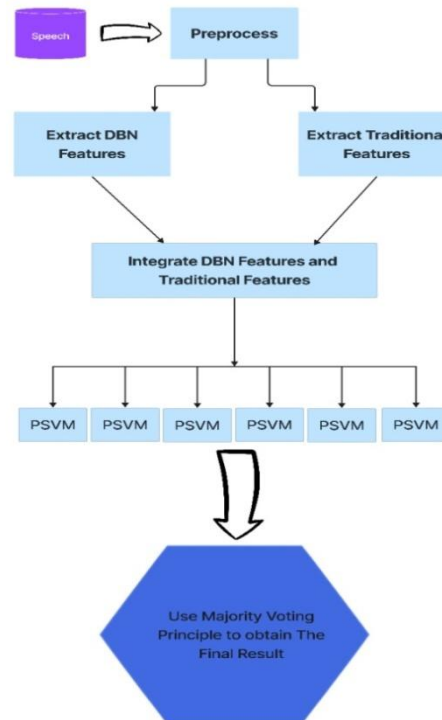 Speech
Preprocess
Extract DBN
Features
Extract Traditional
Features
Integrate DBN Features and
Traditional Features
PSVM
PSVM
PSVM
PSVM
PSVM
PSVM
Use Majority Voting
Principle to obtain The
Final Result